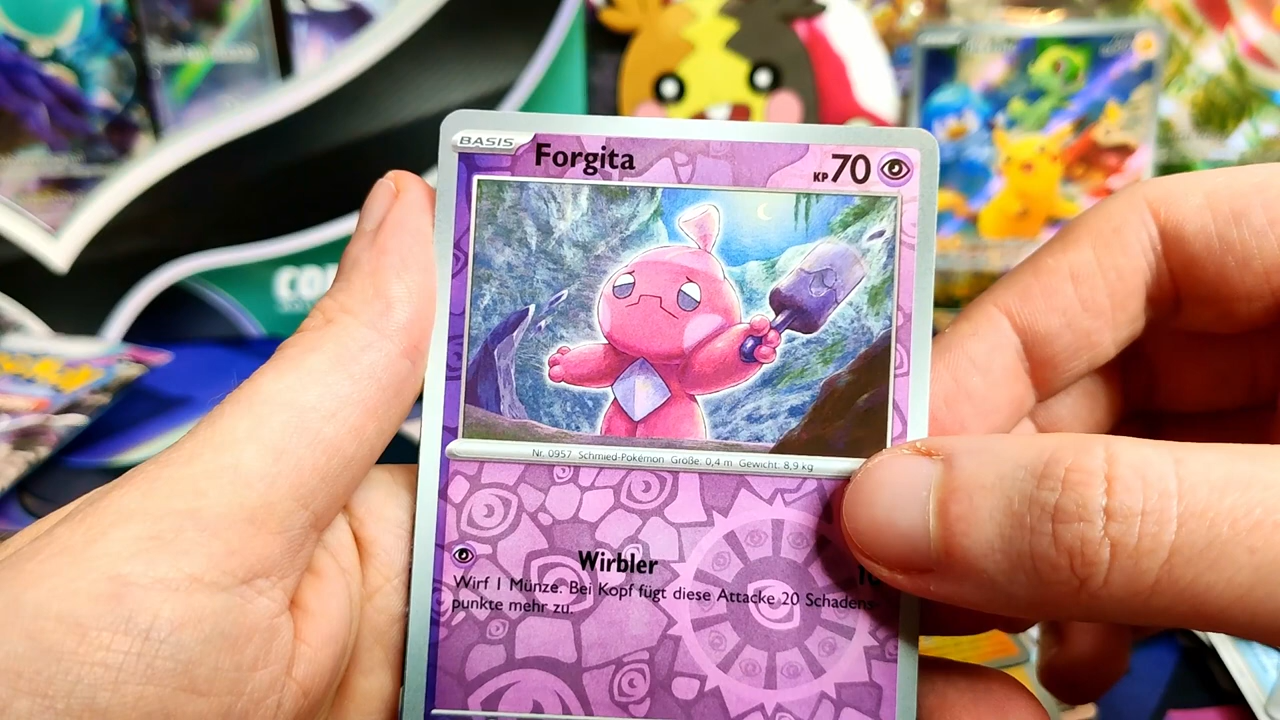 BASIS
Forgita
KP 70
Nr. 0957 Schmied-Pokémon Größe: 0,4 m Gewicht: 8,9 kg
Wirbler
Wirf 1 Münze. Bei Kopf fügt diese Attacke 20 Schadens-
punkte mehr zu.